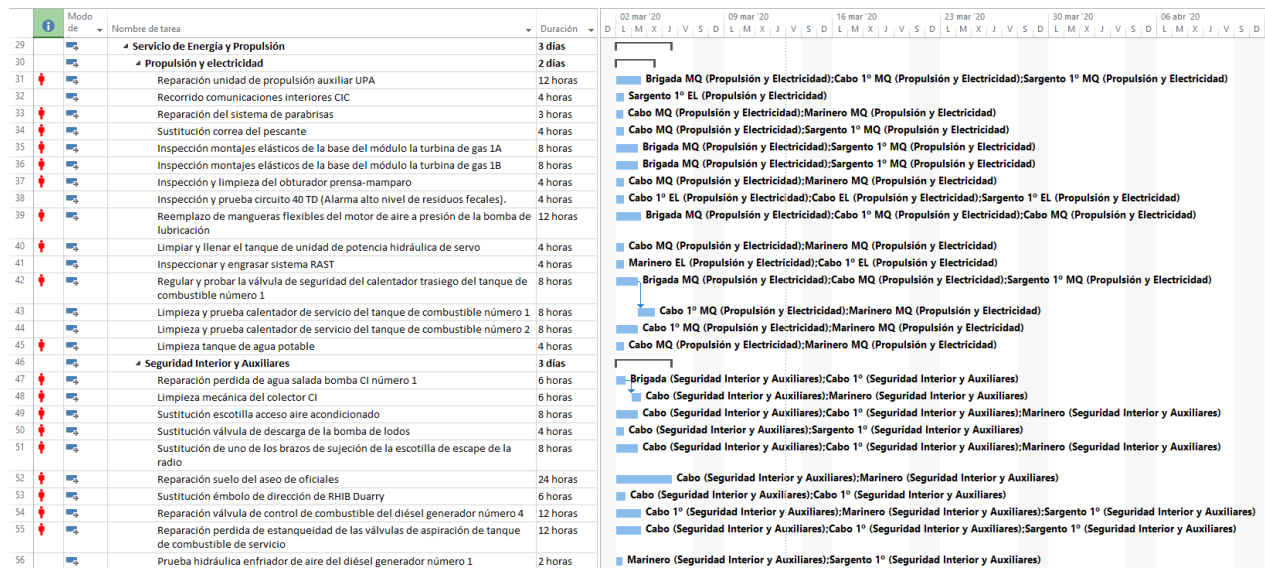 Modo de
Nombre de tarea
Duración
02 mar '20 09 mar '20 16 mar '20 23 mar '20 30 mar '20 06 abr '20
D L M X J V S D L M X J V S D L M X J V S D L M X J V S D L M X J V S D L M X J V S D
29 Servicio de Energía y Propulsión 3 días
30 Propulsión y electricidad 2 días
31 Reparación unidad de propulsión auxiliar UPA 12 horas Brigada MQ (Propulsión y Electricidad);Cabo 1º MQ (Propulsión y Electricidad);Sargento 1º MQ (Propulsión y Electricidad)
32 Recorrido comunicaciones interiores CIC 4 horas Sargento 1º EL (Propulsión y Electricidad)
33 Reparación del sistema de parabrisas 3 horas Cabo MQ (Propulsión y Electricidad);Marinero MQ (Propulsión y Electricidad)
34 Sustitución correa del pescante 4 horas Cabo MQ (Propulsión y Electricidad);Sargento 1º MQ (Propulsión y Electricidad)
35 Inspección montajes elásticos de la base del módulo la turbina de gas 1A 8 horas Brigada MQ (Propulsión y Electricidad);Sargento 1º MQ (Propulsión y Electricidad)
36 Inspección montajes elásticos de la base del módulo la turbina de gas 1B 8 horas Brigada MQ (Propulsión y Electricidad);Sargento 1º MQ (Propulsión y Electricidad)
37 Inspección y limpieza del obturador prensa-mamparo 4 horas Cabo MQ (Propulsión y Electricidad);Marinero MQ (Propulsión y Electricidad)
38 Inspección y prueba circuito 40 TD (Alarma alto nivel de residuos fecales). 4 horas Cabo 1º EL (Propulsión y Electricidad);Cabo EL (Propulsión y Electricidad);Sargento 1º EL (Propulsión y Electricidad)
39 Reemplazo de mangueras flexibles del motor de aire a presión de la bomba de 12 horas Brigada MQ (Propulsión y Electricidad);Cabo 1º MQ (Propulsión y Electricidad);Cabo MQ (Propulsión y Electricidad)
lubricación
40 Limpiar y llenar el tanque de unidad de potencia hidráulica de servo 4 horas Cabo MQ (Propulsión y Electricidad);Marinero MQ (Propulsión y Electricidad)
41 Inspeccionar y engrasar sistema RAST 4 horas Marinero EL (Propulsión y Electricidad);Cabo 1º EL (Propulsión y Electricidad)
42 Regular y probar la válvula de seguridad del calentador trasiego del tanque de 8 horas Brigada MQ (Propulsión y Electricidad);Cabo MQ (Propulsión y Electricidad);Sargento 1º MQ (Propulsión y Electricidad)
combustible número 1
43 Limpieza y prueba calentador de servicio del tanque de combustible número 1 8 horas Cabo 1º MQ (Propulsión y Electricidad);Marinero MQ (Propulsión y Electricidad)
44 Limpieza y prueba calentador de servicio del tanque de combustible número 2 8 horas Cabo 1º MQ (Propulsión y Electricidad);Marinero MQ (Propulsión y Electricidad)
45 Limpieza tanque de agua potable 4 horas Cabo MQ (Propulsión y Electricidad);Marinero MQ (Propulsión y Electricidad)
46 Seguridad Interior y Auxiliares 3 días
47 Reparación perdida de agua salada bomba CI número 1 6 horas Brigada (Seguridad Interior y Auxiliares);Cabo 1º (Seguridad Interior y Auxiliares)
48 Limpieza mecánica del colector CI 6 horas Cabo (Seguridad Interior y Auxiliares);Marinero (Seguridad Interior y Auxiliares)
49 Sustitución escotilla acceso aire acondicionado 8 horas Cabo (Seguridad Interior y Auxiliares);Cabo 1º (Seguridad Interior y Auxiliares);Marinero (Seguridad Interior y Auxiliares)
50 Sustitución válvula de descarga de la bomba de lodos 4 horas Cabo (Seguridad Interior y Auxiliares);Sargento 1º (Seguridad Interior y Auxiliares)
51 Sustitución de uno de los brazos de sujeción de la escotilla de escape de la 8 horas Cabo (Seguridad Interior y Auxiliares);Cabo 1º (Seguridad Interior y Auxiliares);Marinero (Seguridad Interior y Auxiliares)
radio
52 Reparación suelo del aseo de oficiales 24 horas Cabo (Seguridad Interior y Auxiliares);Marinero (Seguridad Interior y Auxiliares)
53 Sustitución émbolo de dirección de RHIB Duarry 6 horas Cabo (Seguridad Interior y Auxiliares);Cabo 1º (Seguridad Interior y Auxiliares)
54 Reparación válvula de control de combustible del diésel generador número 4 12 horas Cabo 1º (Seguridad Interior y Auxiliares);Marinero (Seguridad Interior y Auxiliares);Sargento 1º (Seguridad Interior y Auxiliares)
55 Reparación perdida de estanqueidad de las válvulas de aspiración de tanque 12 horas Cabo (Seguridad Interior y Auxiliares);Cabo 1º (Seguridad Interior y Auxiliares);Sargento 1º (Seguridad Interior y Auxiliares)
de combustible de servicio
56 Prueba hidráulica enfriador de aire del diésel generador número 1 2 horas Marinero (Seguridad Interior y Auxiliares);Sargento 1º (Seguridad Interior y Auxiliares)